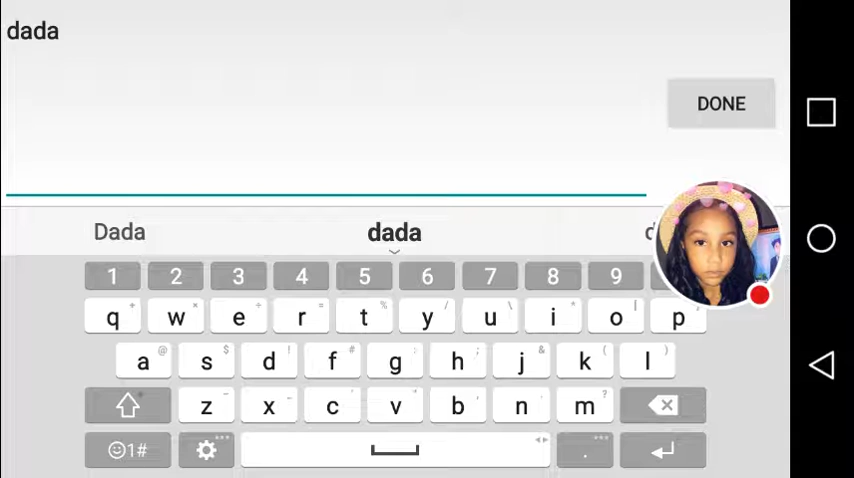 dada
DONE
Dada dada
1 2 3 4 5 6 7 8 9
q w e r t y u i o p
a s d f g h j k l
z x c v b n m
1# .